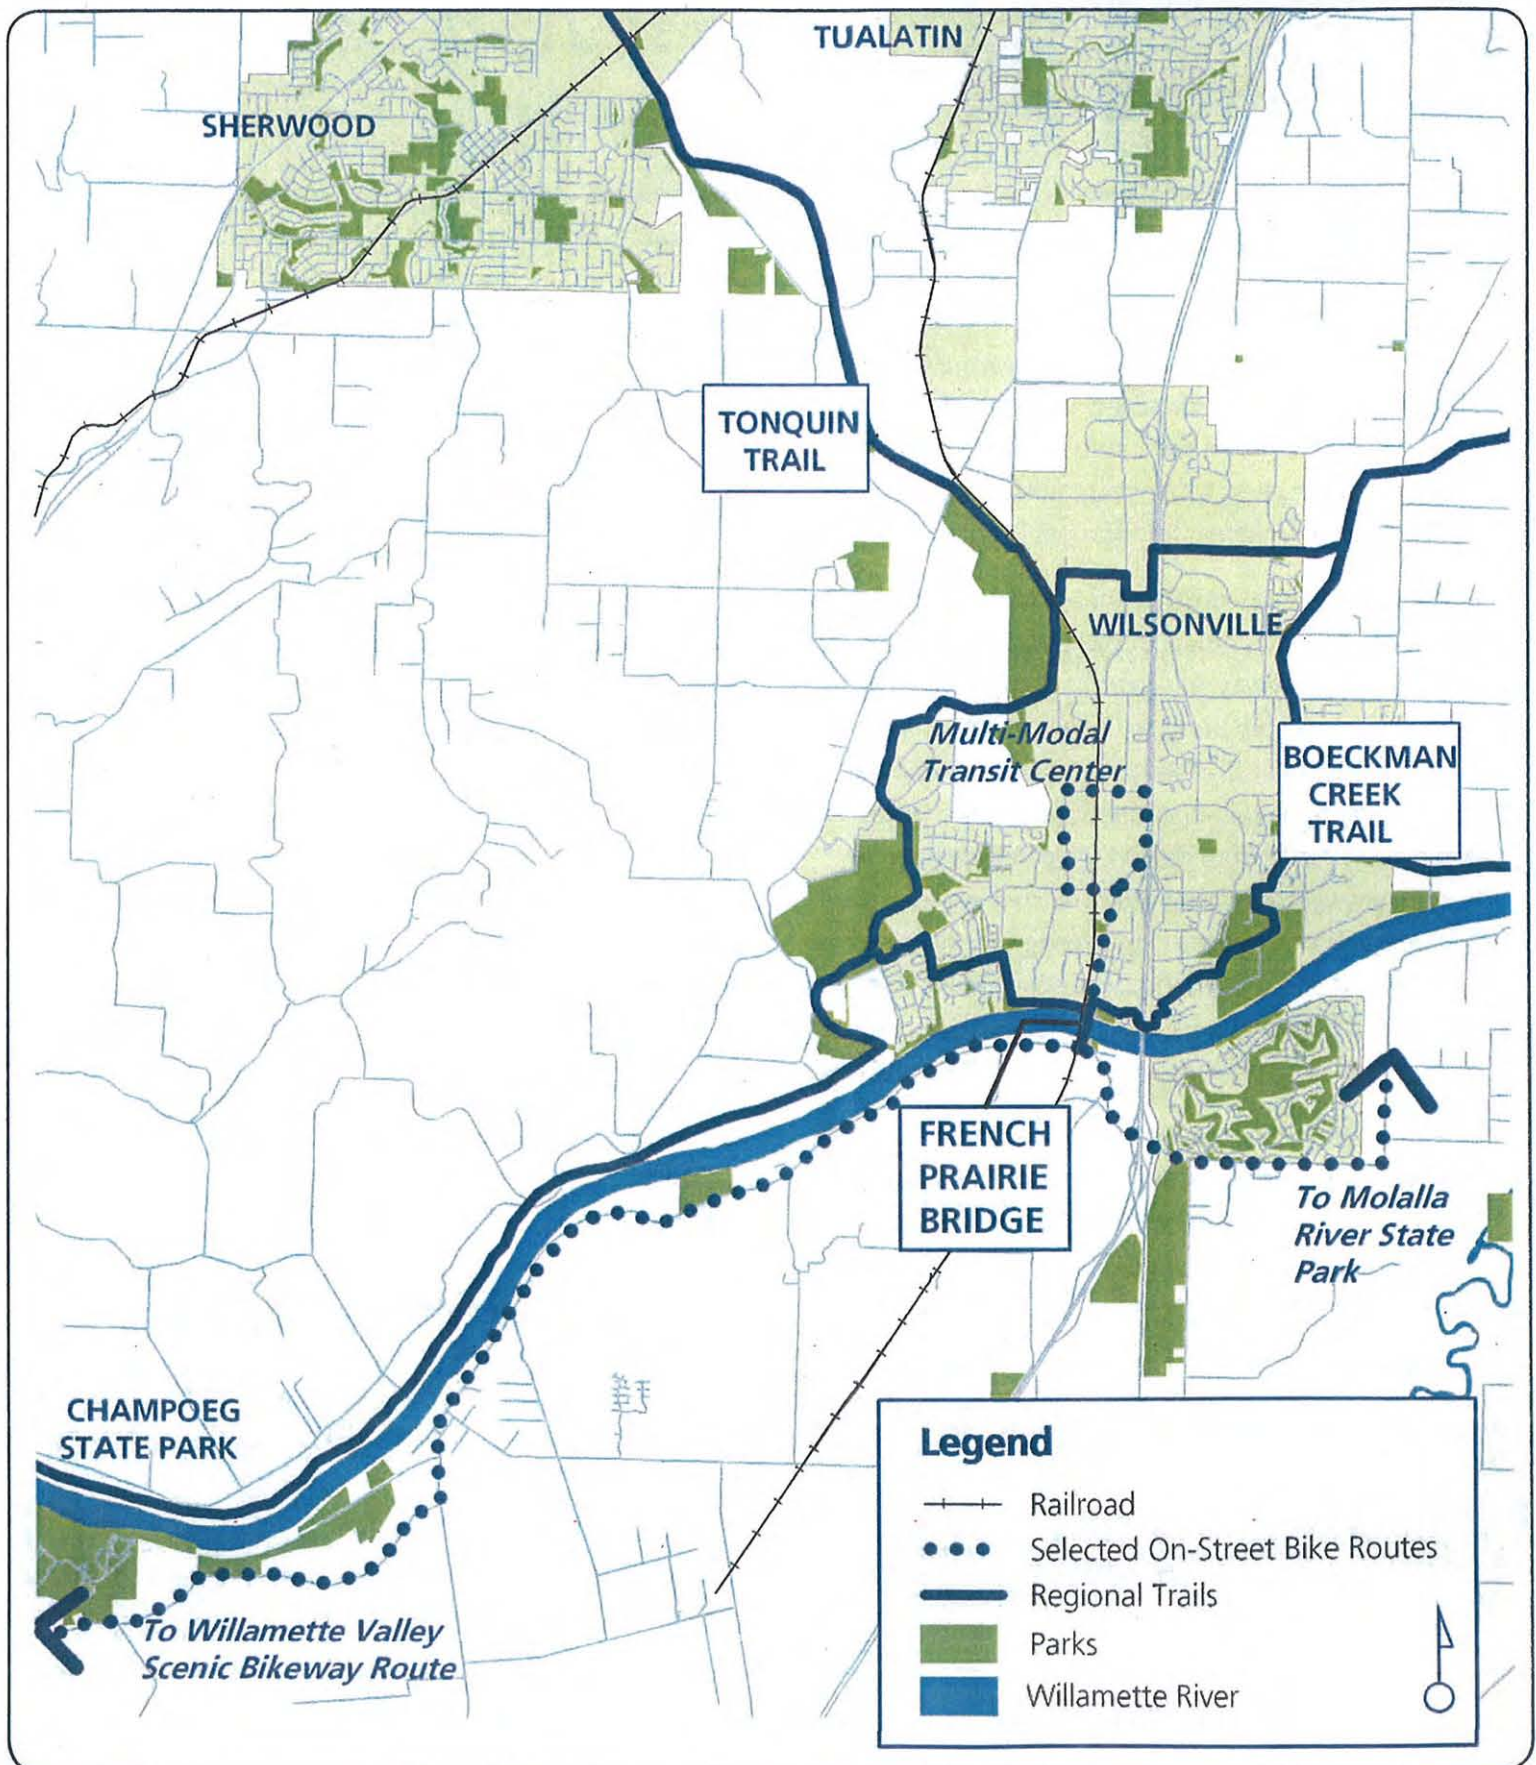 TUALATIN
SHERWOOD
TONQUIN
TRAIL
WILSONVILLE
Multi-Modal
Transit Center
BOECKMAN
CREEK
TRAIL
FRENCH
PRAIRIE
BRIDGE
To Molalla
River State
Park
CHAMPOEG
STATE PARK
To Willamette Valley
Scenic Bikeway Route
Legend
Railroad
Selected On-Street Bike Routes
Regional Trails
Parks
Willamette River